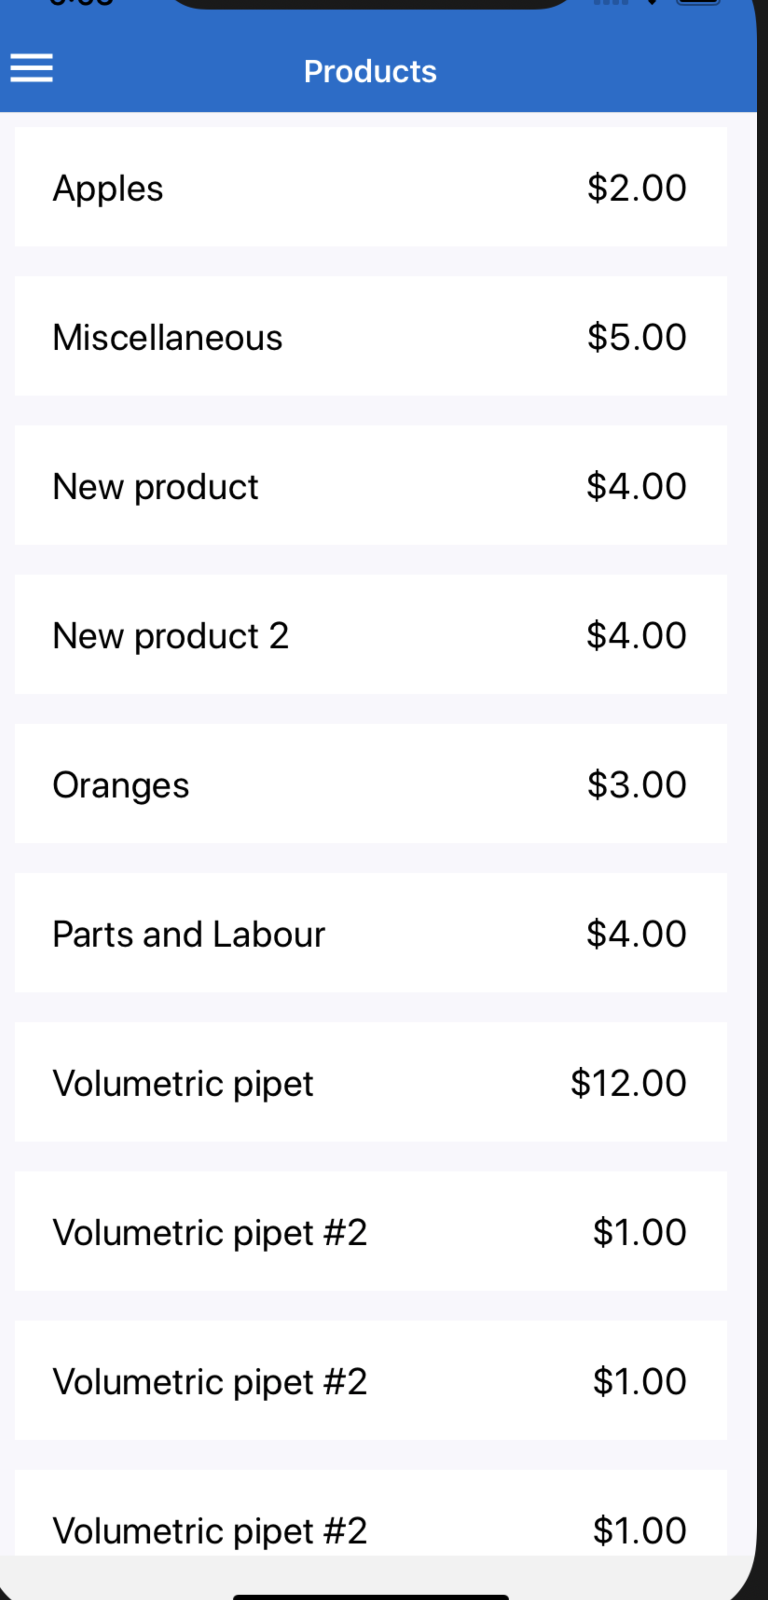 Products
Apples $2.00
Miscellaneous $5.00
New product $4.00
New product 2 $4.00
Oranges $3.00
Parts and Labour $4.00
Volumetric pipet $12.00
Volumetric pipet #2 $1.00
Volumetric pipet #2 $1.00
Volumetric pipet #2 $1.00